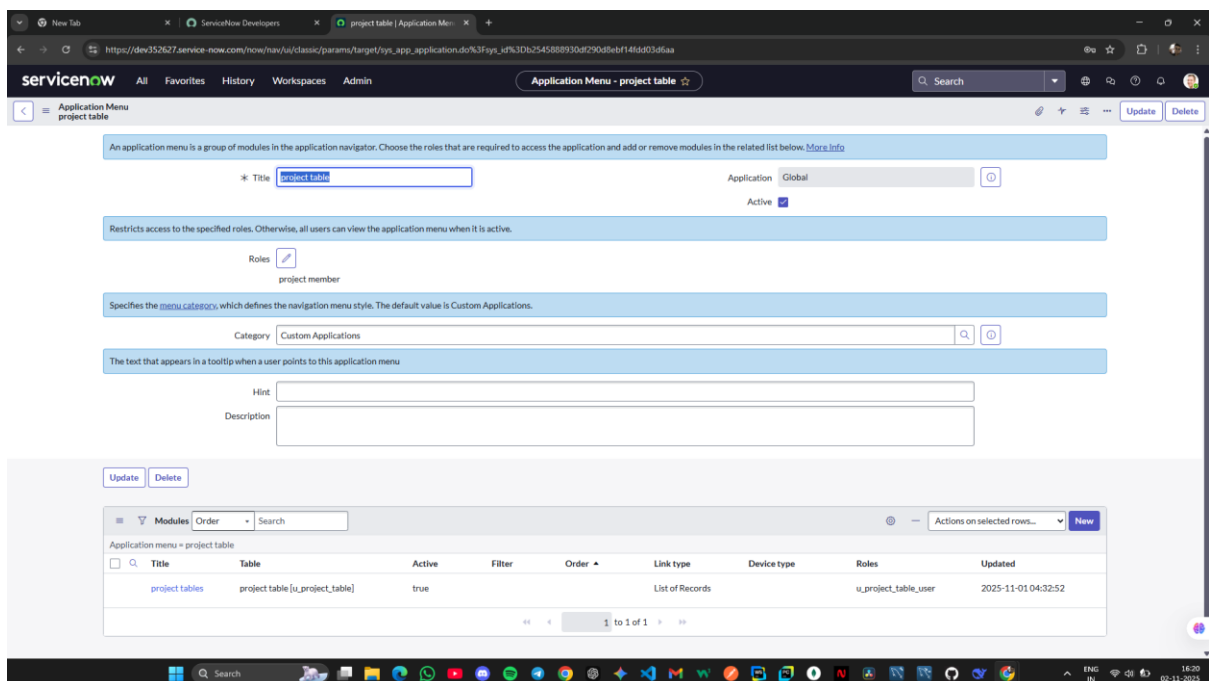 New Tab ServiceNow Developers project table | Application Men
https://dev352627.service-now.com/now/nav/ui/classic/params/target/sys_app_application.do%3Fsys_id%3Db2545888930df290d8ebf14fdd03d6aa
servicenow All Favorites History Workspaces Admin Application Menu - project table Search
Application Menu
project table
Update Delete
An application menu is a group of modules in the application navigator. Choose the roles that are required to access the application and add or remove modules in the related list below. More Info
Title project table Application Global
Active
Restricts access to the specified roles. Otherwise, all users can view the application menu when it is active.
Roles
project member
Specifies the menu category, which defines the navigation menu style. The default value is Custom Applications.
Category Custom Applications
The text that appears in a tooltip when a user points to this application menu
Hint
Description
Update Delete
Modules Order Search Actions on selected rows... New
Application menu = project table
Title Table Active Filter Order Link type Device type Roles Updated
project tables project table [u_project_table] true List of Records u_project_table_user 2025-11-01 04:32:52
1 to 1 of 1
Search ENG 16:20
IN 02-11-2025